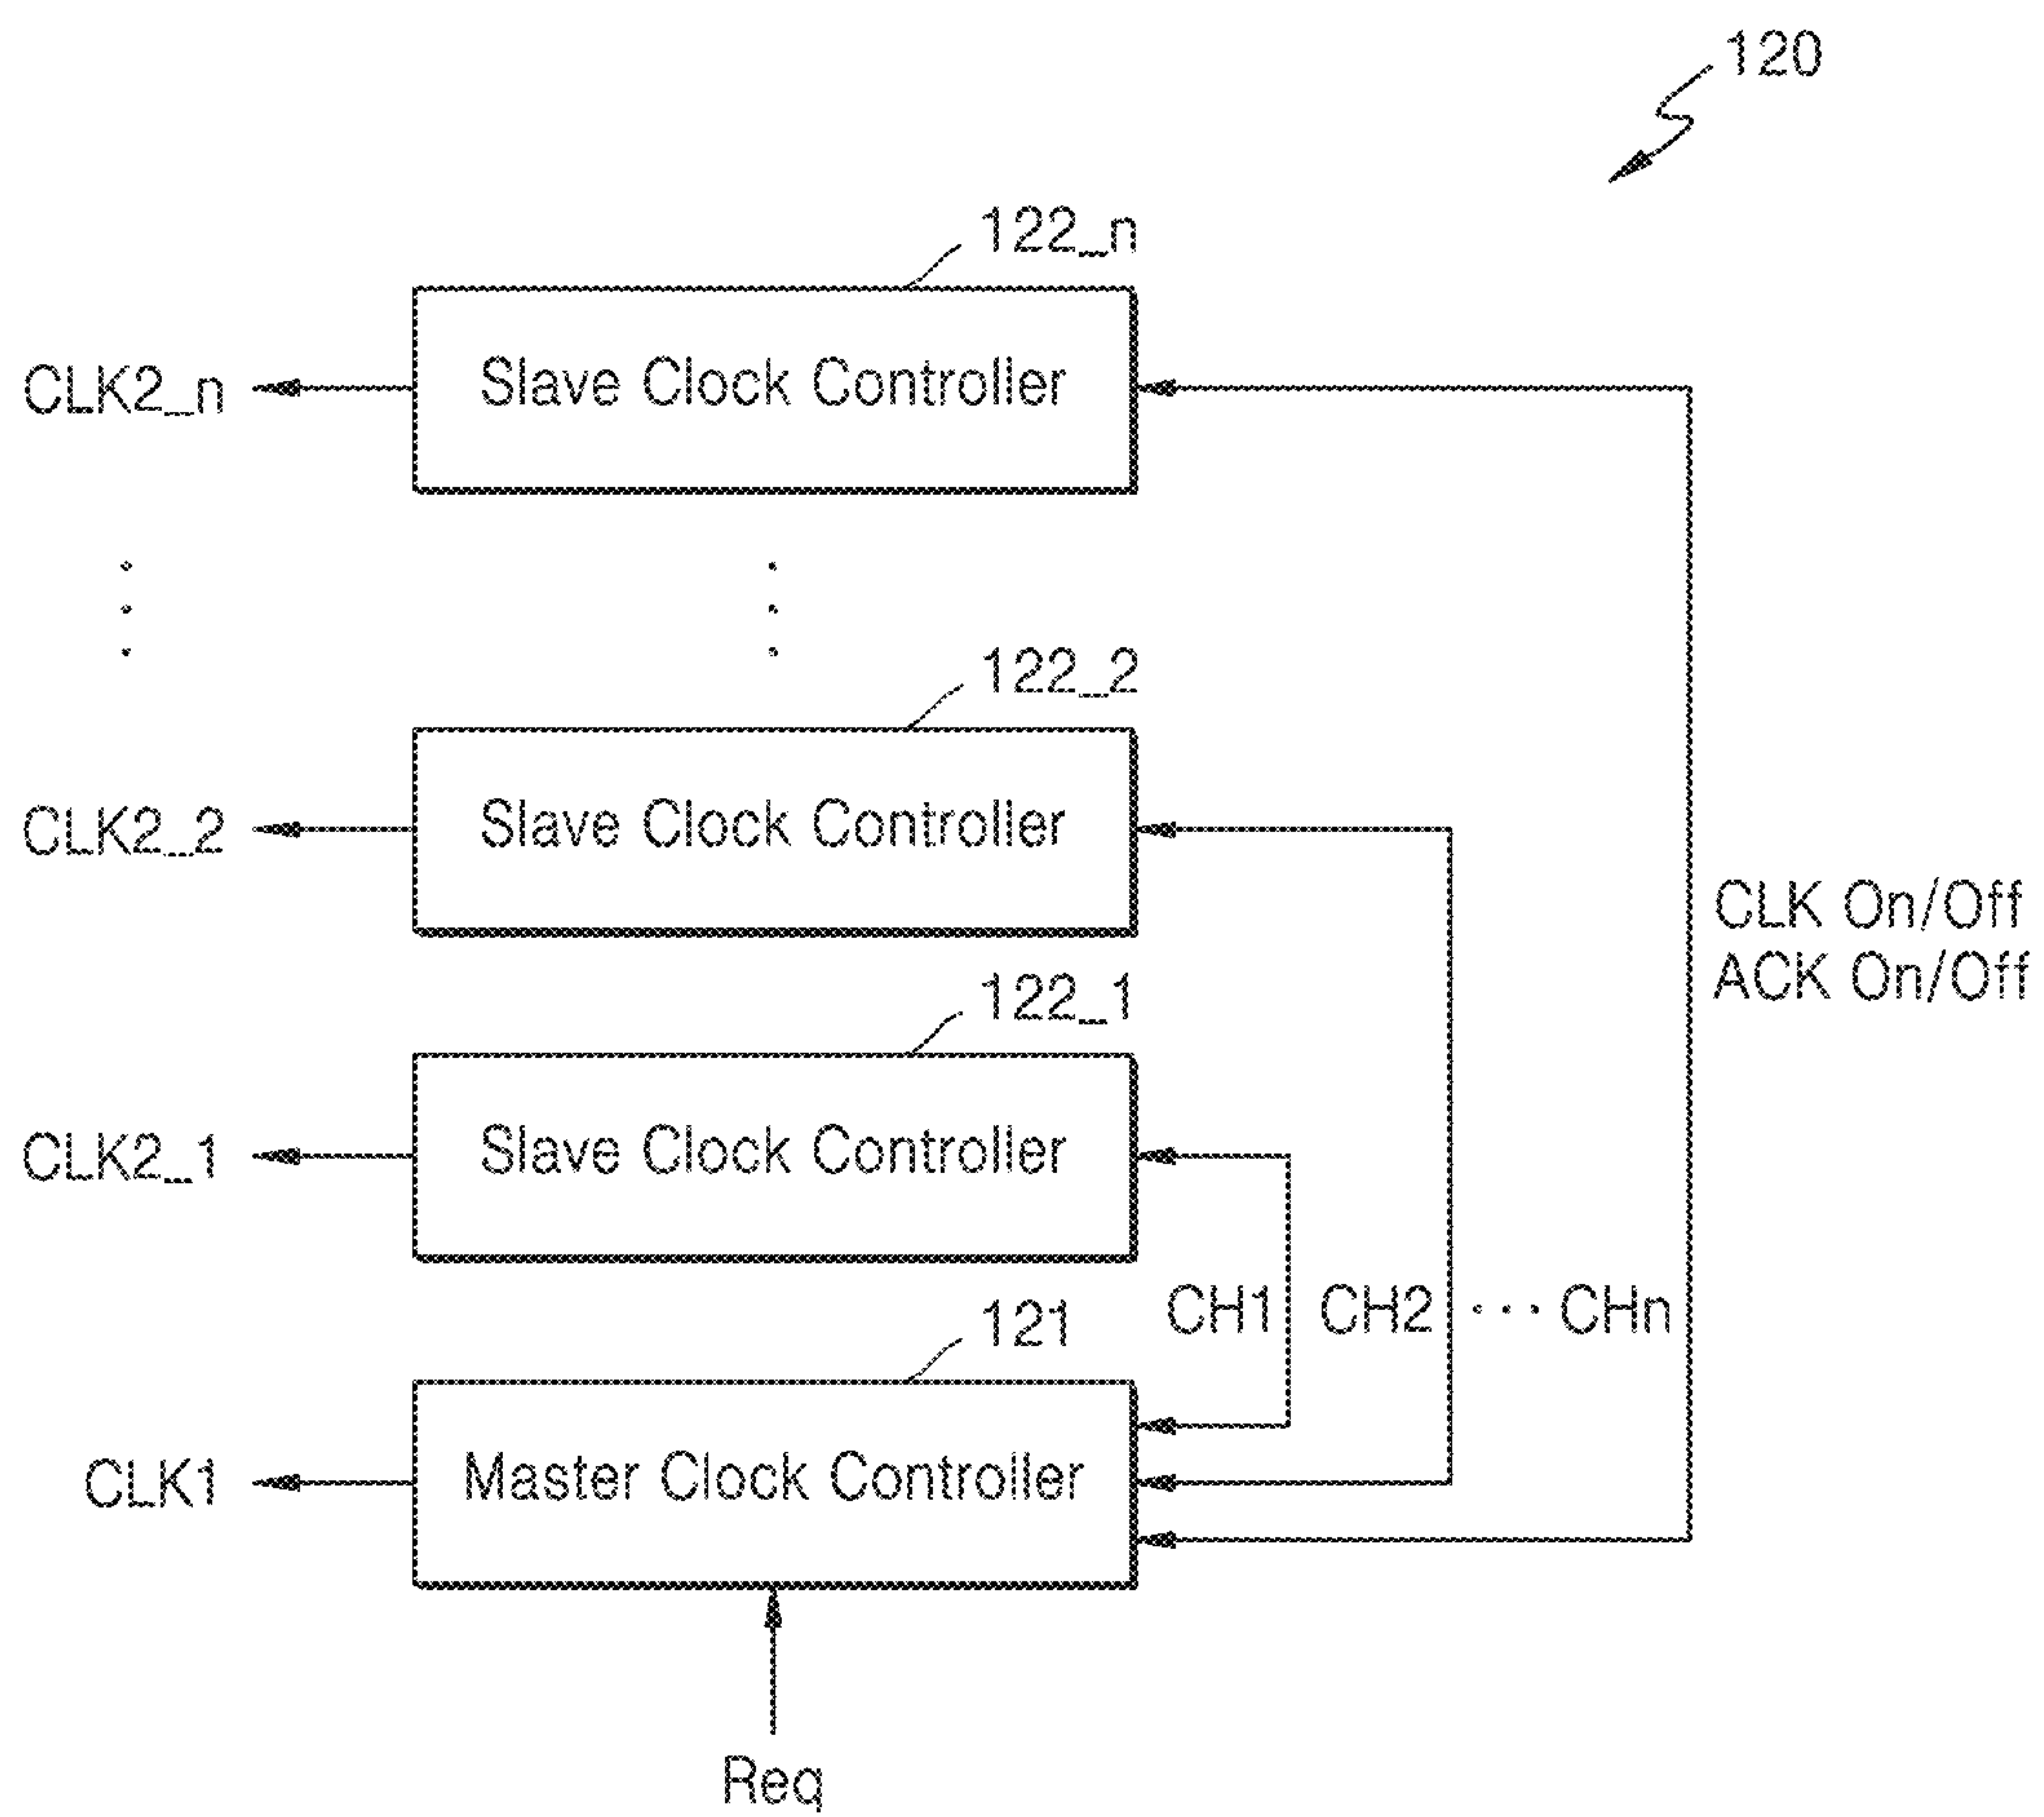 120
122_n
CLK2_n
Slave Clock Controller
122_2
CLK2_2
Slave Clock Controller
CLK On/Off
ACK On/Off
122_1
CLK2_1
Slave Clock Controller
CH1 CH2 ... CHn
121
CLK1
Master Clock Controller
Req